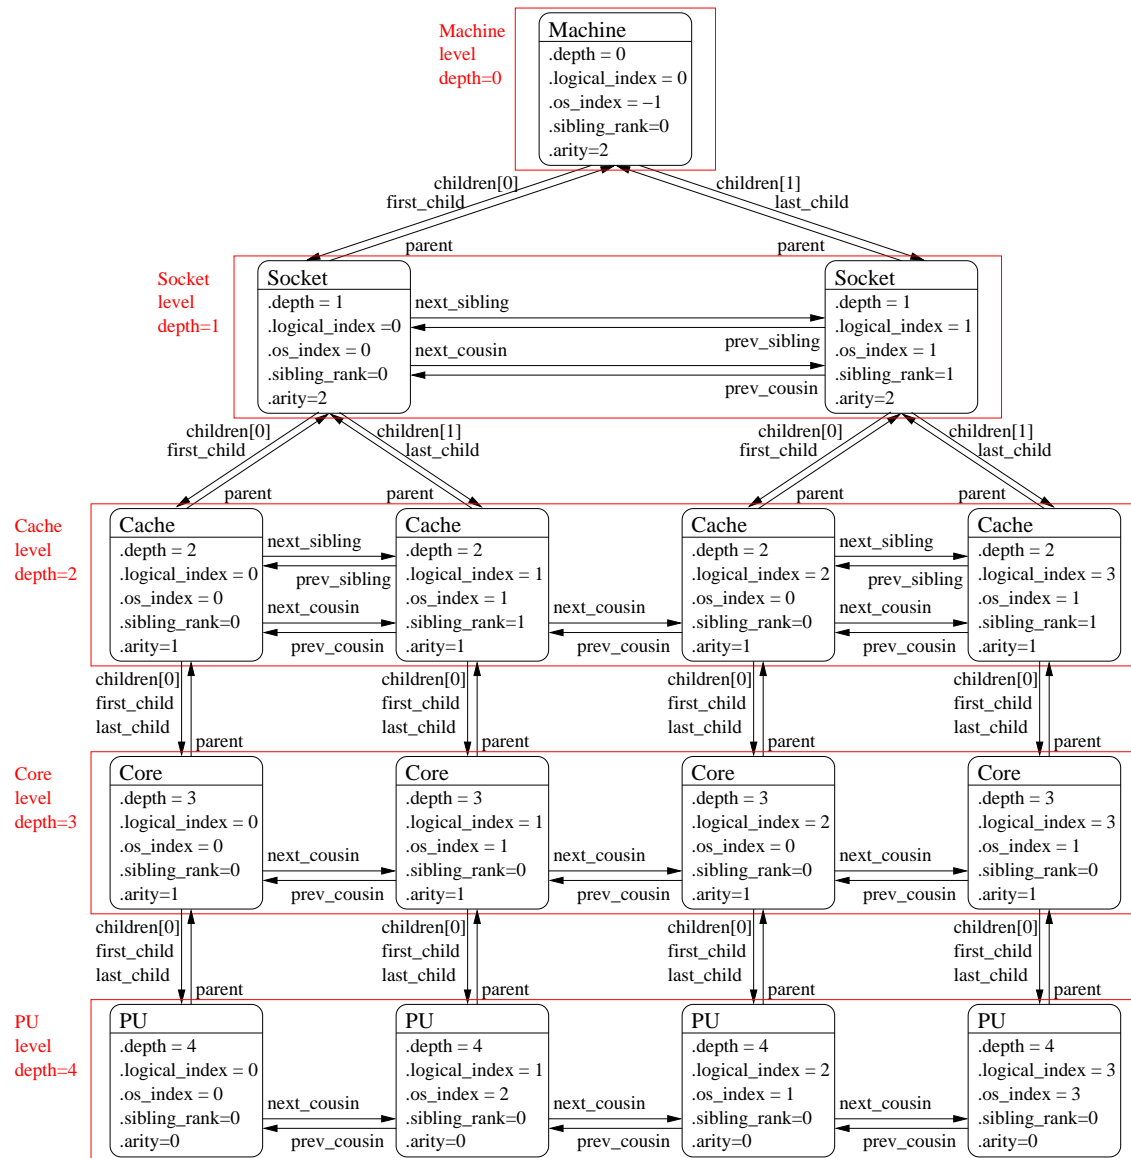 Machine
level
depth=0
Machine
.depth = 0
.logical_index = 0
.os_index = −1
.sibling_rank=0
.arity=2
children[0]
first_child
children[1]
last_child
parent
parent
Socket
level
depth=1
Socket
.depth = 1
.logical_index =0
.os_index = 0
.sibling_rank=0
.arity=2
next_sibling
prev_sibling
next_cousin
prev_cousin
Socket
.depth = 1
.logical_index = 1
.os_index = 1
.sibling_rank=1
.arity=2
children[0]
first_child
children[1]
last_child
children[0]
first_child
children[1]
last_child
parent
parent
parent
parent
Cache
level
depth=2
Cache
.depth = 2
.logical_index = 0
.os_index = 0
.sibling_rank=0
.arity=1
next_sibling
prev_sibling
next_cousin
prev_cousin
Cache
.depth = 2
.logical_index = 1
.os_index = 1
.sibling_rank=1
.arity=1
next_cousin
prev_cousin
Cache
.depth = 2
.logical_index = 2
.os_index = 0
.sibling_rank=0
.arity=1
next_sibling
prev_sibling
next_cousin
prev_cousin
Cache
.depth = 2
.logical_index = 3
.os_index = 1
.sibling_rank=1
.arity=1
children[0]
first_child
last_child
parent
children[0]
first_child
last_child
parent
children[0]
first_child
last_child
parent
children[0]
first_child
last_child
parent
Core
level
depth=3
Core
.depth = 3
.logical_index = 0
.os_index = 0
.sibling_rank=0
.arity=1
next_cousin
prev_cousin
Core
.depth = 3
.logical_index = 1
.os_index = 1
.sibling_rank=0
.arity=1
next_cousin
prev_cousin
Core
.depth = 3
.logical_index = 2
.os_index = 0
.sibling_rank=0
.arity=1
next_cousin
prev_cousin
Core
.depth = 3
.logical_index = 3
.os_index = 1
.sibling_rank=0
.arity=1
children[0]
first_child
last_child
parent
children[0]
first_child
last_child
parent
children[0]
first_child
last_child
parent
children[0]
first_child
last_child
parent
PU
level
depth=4
PU
.depth = 4
.logical_index = 0
.os_index = 0
.sibling_rank=0
.arity=0
next_cousin
prev_cousin
PU
.depth = 4
.logical_index = 1
.os_index = 2
.sibling_rank=0
.arity=0
next_cousin
prev_cousin
PU
.depth = 4
.logical_index = 2
.os_index = 1
.sibling_rank=0
.arity=0
next_cousin
prev_cousin
PU
.depth = 4
.logical_index = 3
.os_index = 3
.sibling_rank=0
.arity=0